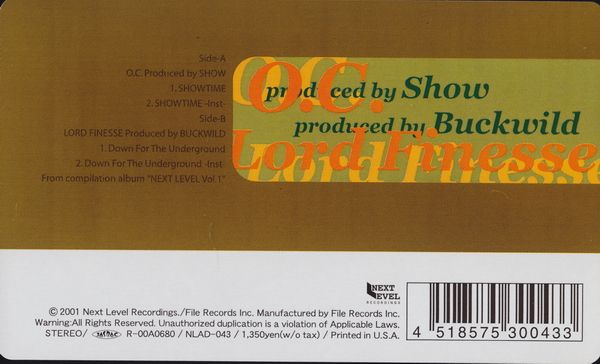 Side-A
O.C. Produced by SHOW
1. SHOWTIME
2. SHOWTIME -Inst-
Side-B
LORD FINESSE Produced by BUCKWILD
1. Down For The Underground
2. Down For The Underground -Inst-
From compilation album "NEXT LEVEL Vol.1"
O.C.
produced by Show
produced by Buckwild
Lord Finesse
NEXT
LEVEL
RECORDINGS
© 2001 Next Level Recordings./File Records Inc. Manufactured by File Records Inc.
Warning:All Rights Reserved. Unauthorized duplication is a violation of Applicable Laws.
STEREO/ R-00A0680 / NLAD-043 / 1,350yen(w/o tax) / Printed in U.S.A.
4 518575 300433